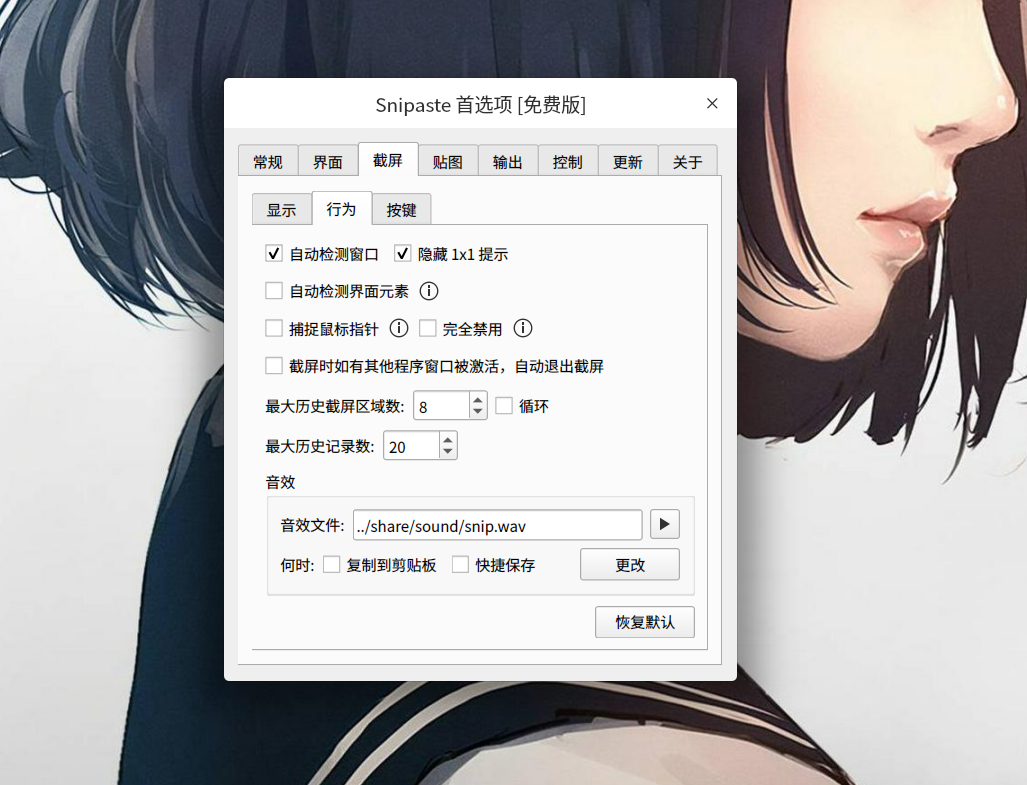 Snipaste 首选项 [免费版]
常规 界面 截屏 贴图 输出 控制 更新 关于
显示 行为 按键
自动检测窗口 隐藏 1x1 提示
自动检测界面元素
捕捉鼠标指针 完全禁用
截屏时如有其他程序窗口被激活，自动退出截屏
最大历史截屏区域数: 8 循环
最大历史记录数: 20
音效
音效文件: ../share/sound/snip.wav
何时: 复制到剪贴板 快捷保存 更改
恢复默认